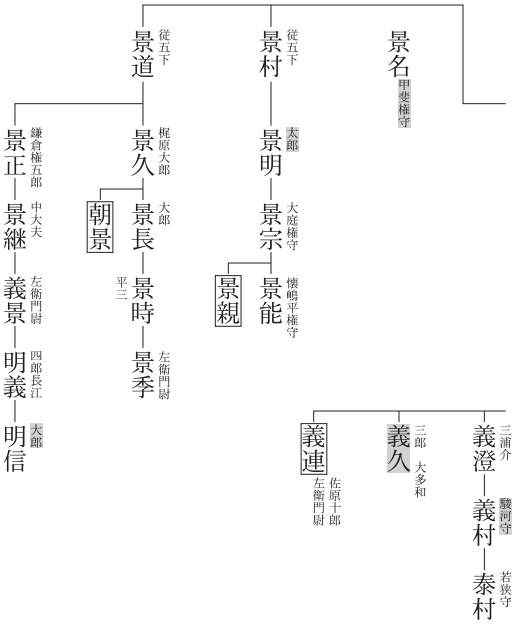 景名
甲斐権守
従五下
景村
太郎
景明
大庭権守
景宗
懐嶋平権守
景能
景親
従五下
景道
梶原大郎
景久
大郎
景長
平三
景時
左衛門尉
景季
朝景
鎌倉権五郎
景正
中大夫
景継
左衛門尉
義景
四郎長江
明義
大郎
明信
三浦介
義澄
駿河守
義村
若狭守
泰村
三郎 大多和
義久
義連
佐原十郎
左衛門尉